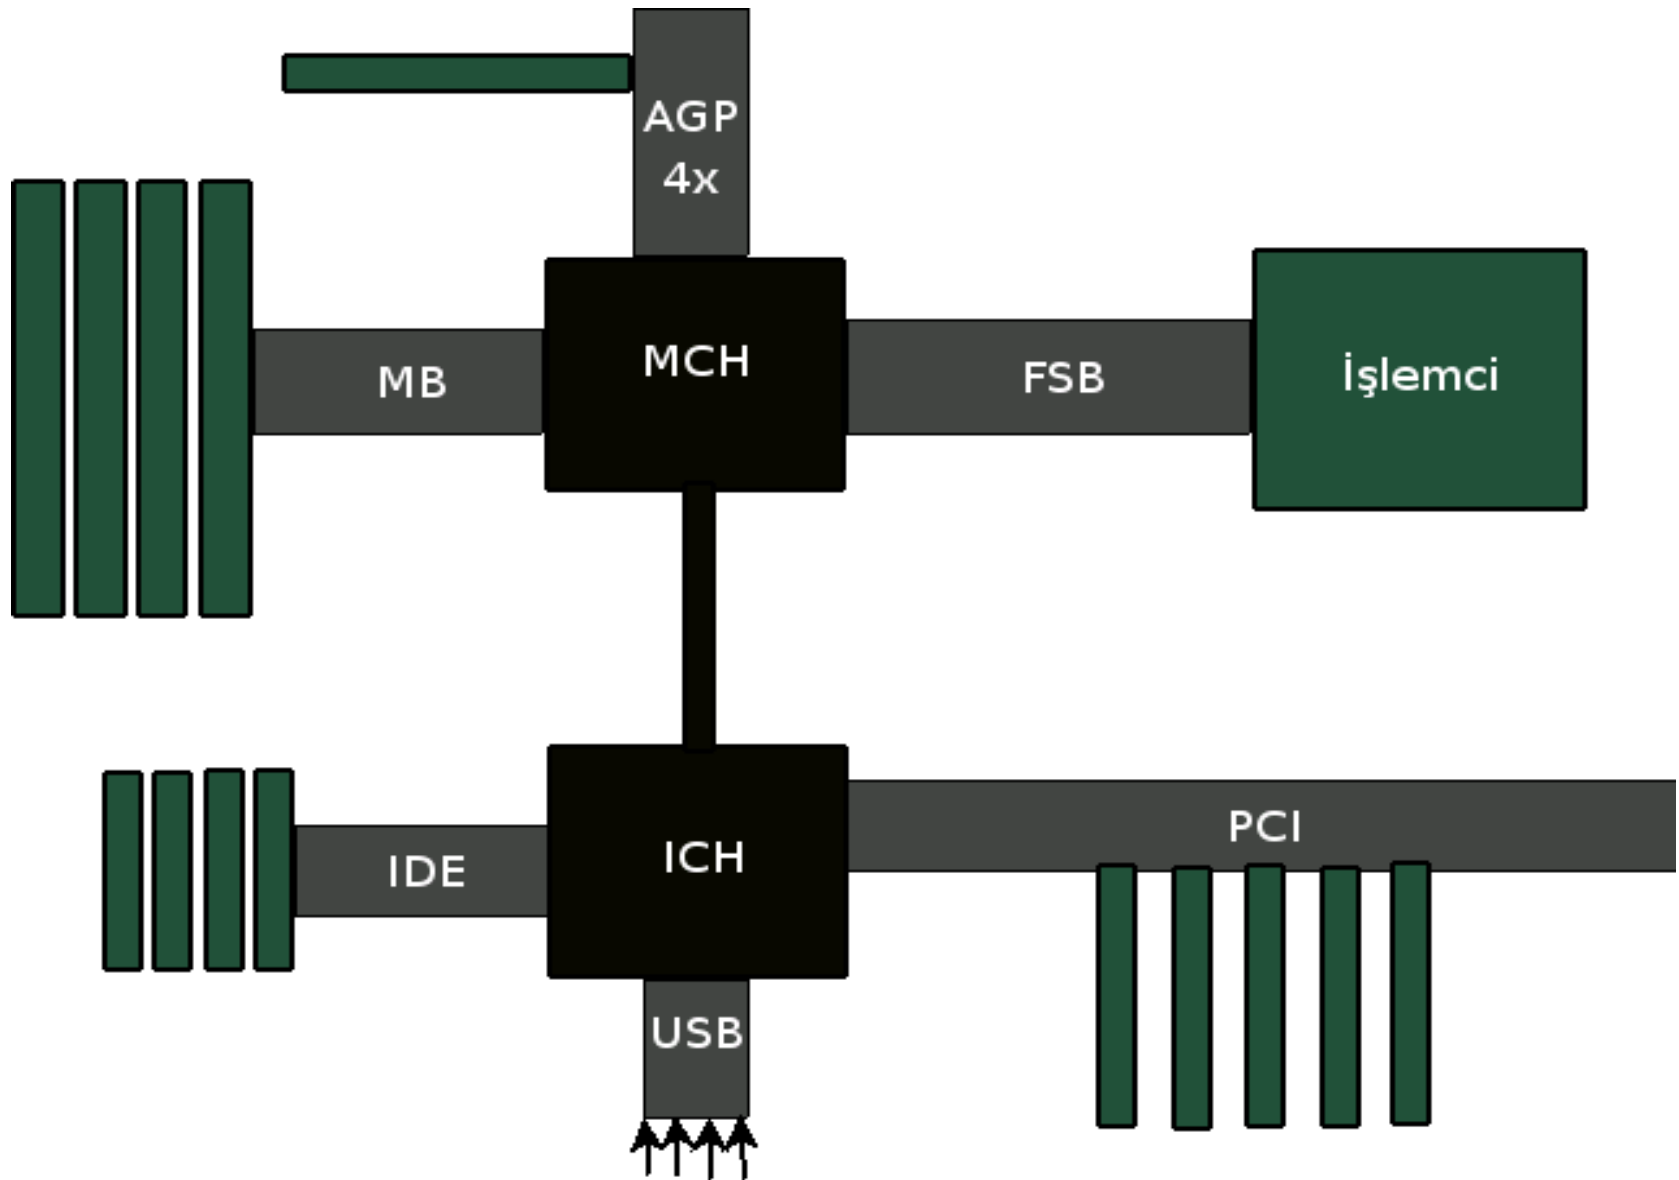 AGP
4x
MB
MCH
FSB
İşlemci
IDE
ICH
PCI
USB